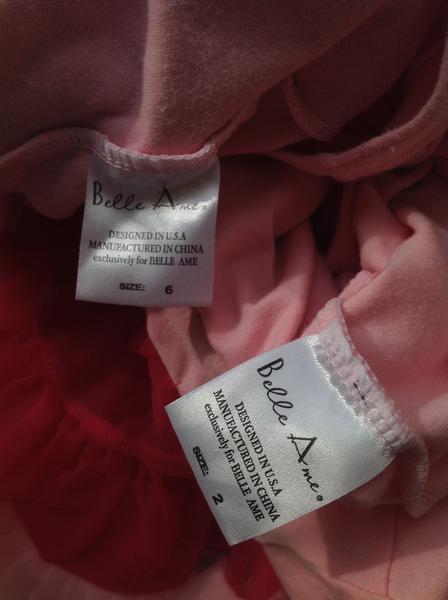 Belle Ame®
DESIGNED IN U.S.A
MANUFACTURED IN CHINA
exclusively for BELLE AME
SIZE: 6
Belle Ame®
DESIGNED IN U.S.A
MANUFACTURED IN CHINA
exclusively for BELLE AME
SIZE: 2